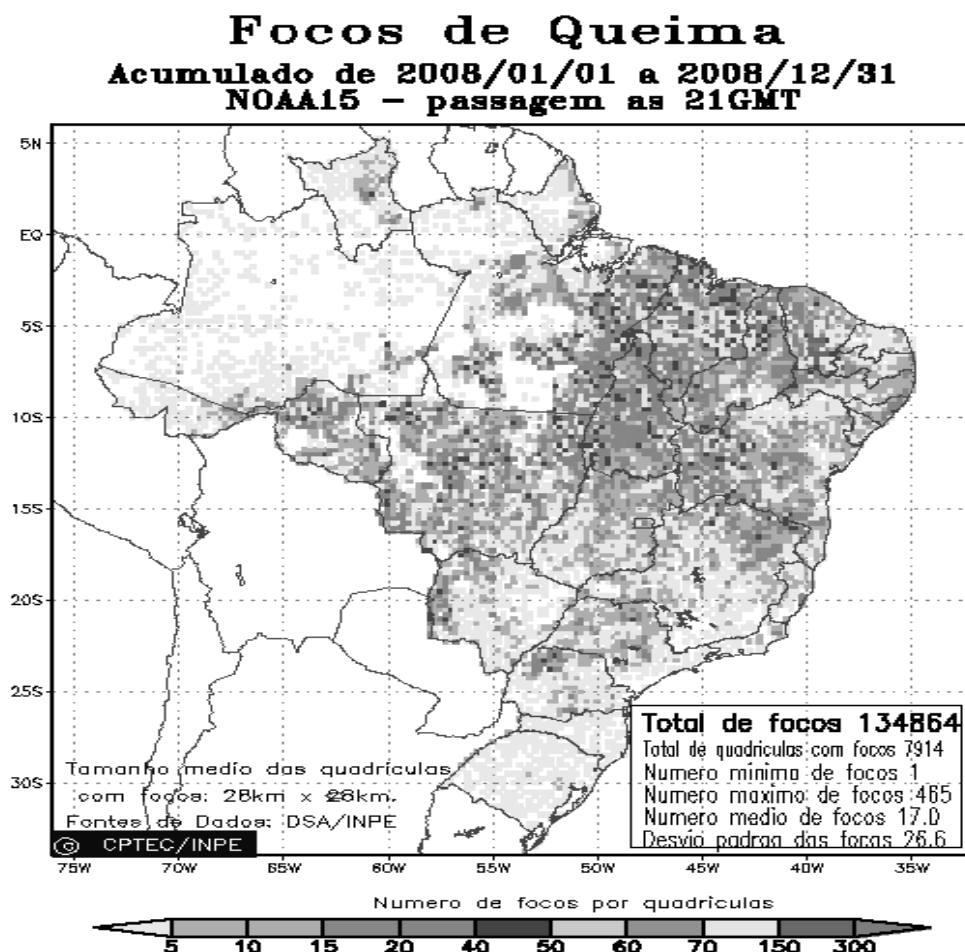 Focos de Queima
Acumulado de 2008/01/01 a 2008/12/31
NOAA15 – passagem as 21GMT
5N
EQ
5S
10S
15S
20S
25S
30S
Total de focos 134864
Total de quadriculas com focos 7914
Numero minimo de focos 1
Numero maximo de focos 465
Numero medio de focos 17.0
Desvio padrao dos focos 26.6
Tamanho medio das quadriculas
com focos: 28km x 28km.
Fontes de Dados: DSA/INPE
© CPTEC/INPE
75W 70W 65W 60W 55W 50W 45W 40W 35W
Numero de focos por quadriculas
5 10 15 20 40 50 60 70 150 300